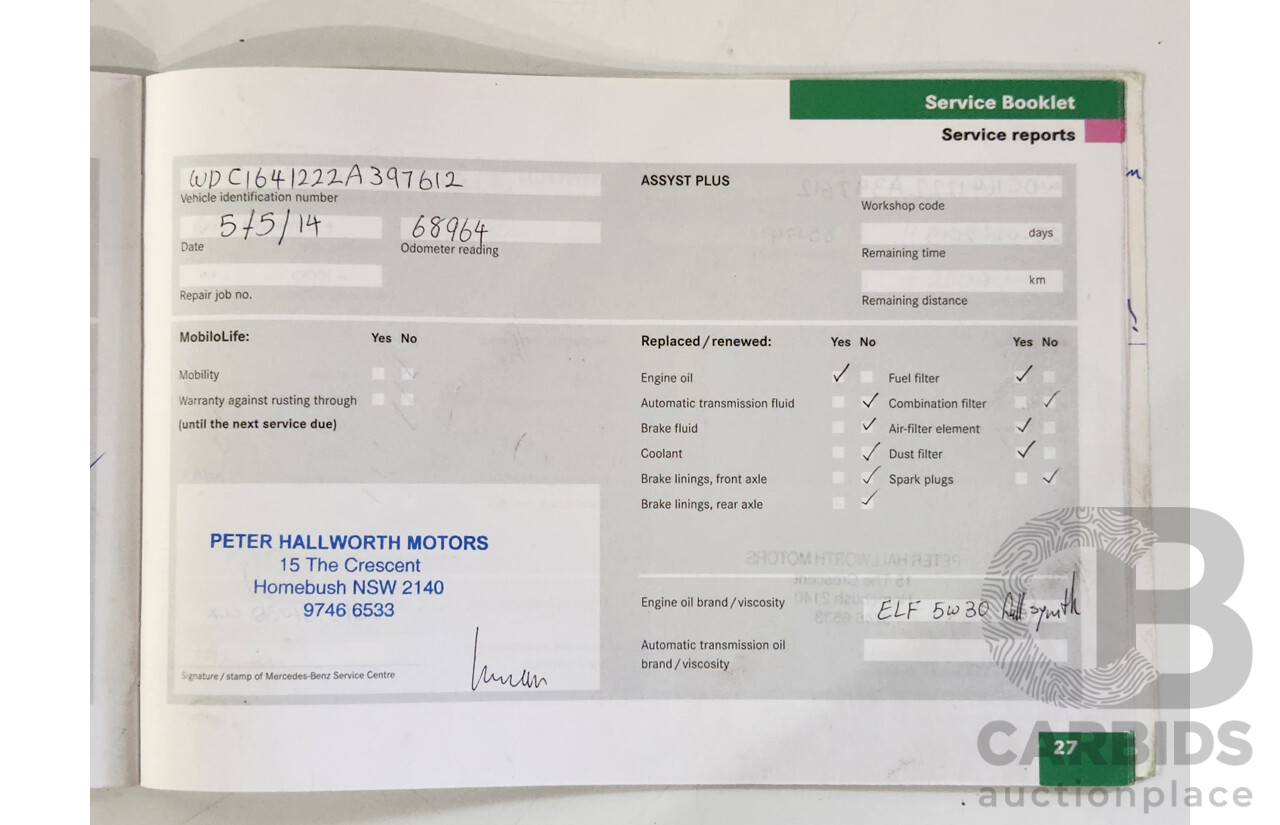 Service Booklet
Service reports
WDC1641222A397612
Vehicle identification number
5/5/14
68964
Date
Odometer reading
Repair job no.
ASSYST PLUS
Workshop code
days
Remaining time
km
Remaining distance
MobiloLife:
Yes No
Mobility
Warranty against rusting through
(until the next service due)
Replaced/renewed:
Yes No
Yes No
Engine oil
Fuel filter
Automatic transmission fluid
Combination filter
Brake fluid
Air-filter element
Coolant
Dust filter
Brake linings, front axle
Spark plugs
Brake linings, rear axle
PETER HALLWORTH MOTORS
15 The Crescent
Homebush NSW 2140
9746 6533
Signature/stamp of Mercedes-Benz Service Centre
Engine oil brand/viscosity
ELF 5W30
Automatic transmission oil
brand/viscosity
27
CARBIDS
auctionplace